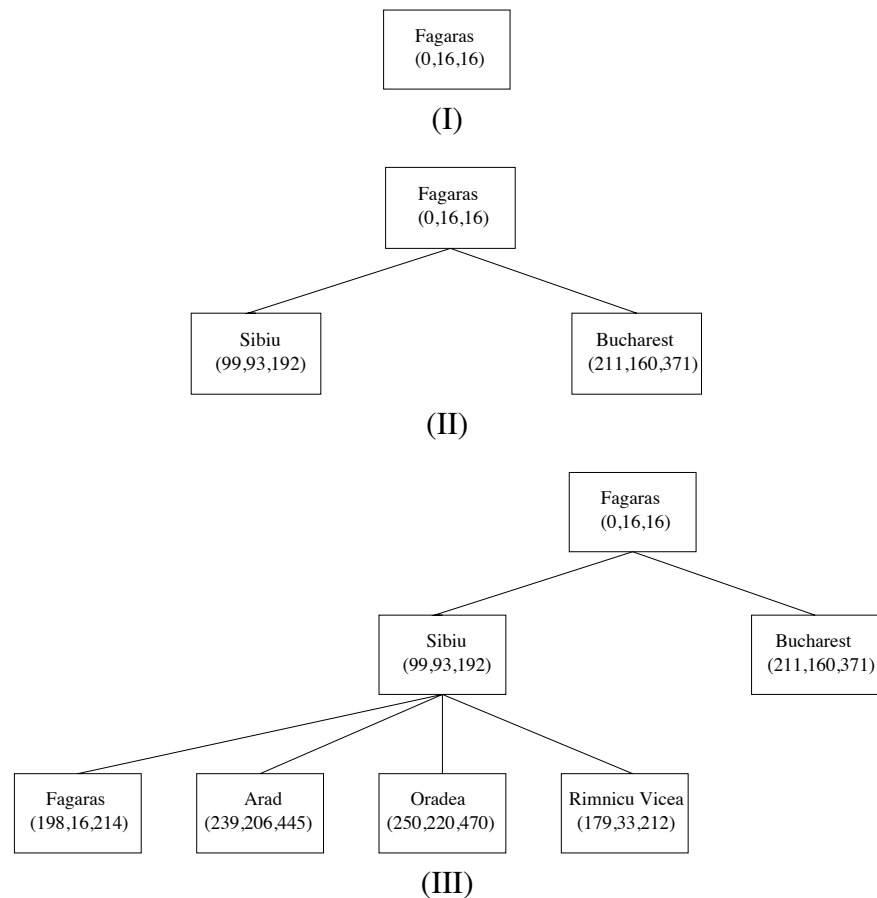 Fagaras
(0,16,16)
(I)
Fagaras
(0,16,16)
Sibiu
(99,93,192)
Bucharest
(211,160,371)
(II)
Fagaras
(0,16,16)
Sibiu
(99,93,192)
Bucharest
(211,160,371)
Fagaras
(198,16,214)
Arad
(239,206,445)
Oradea
(250,220,470)
Rimnicu Vicea
(179,33,212)
(III)